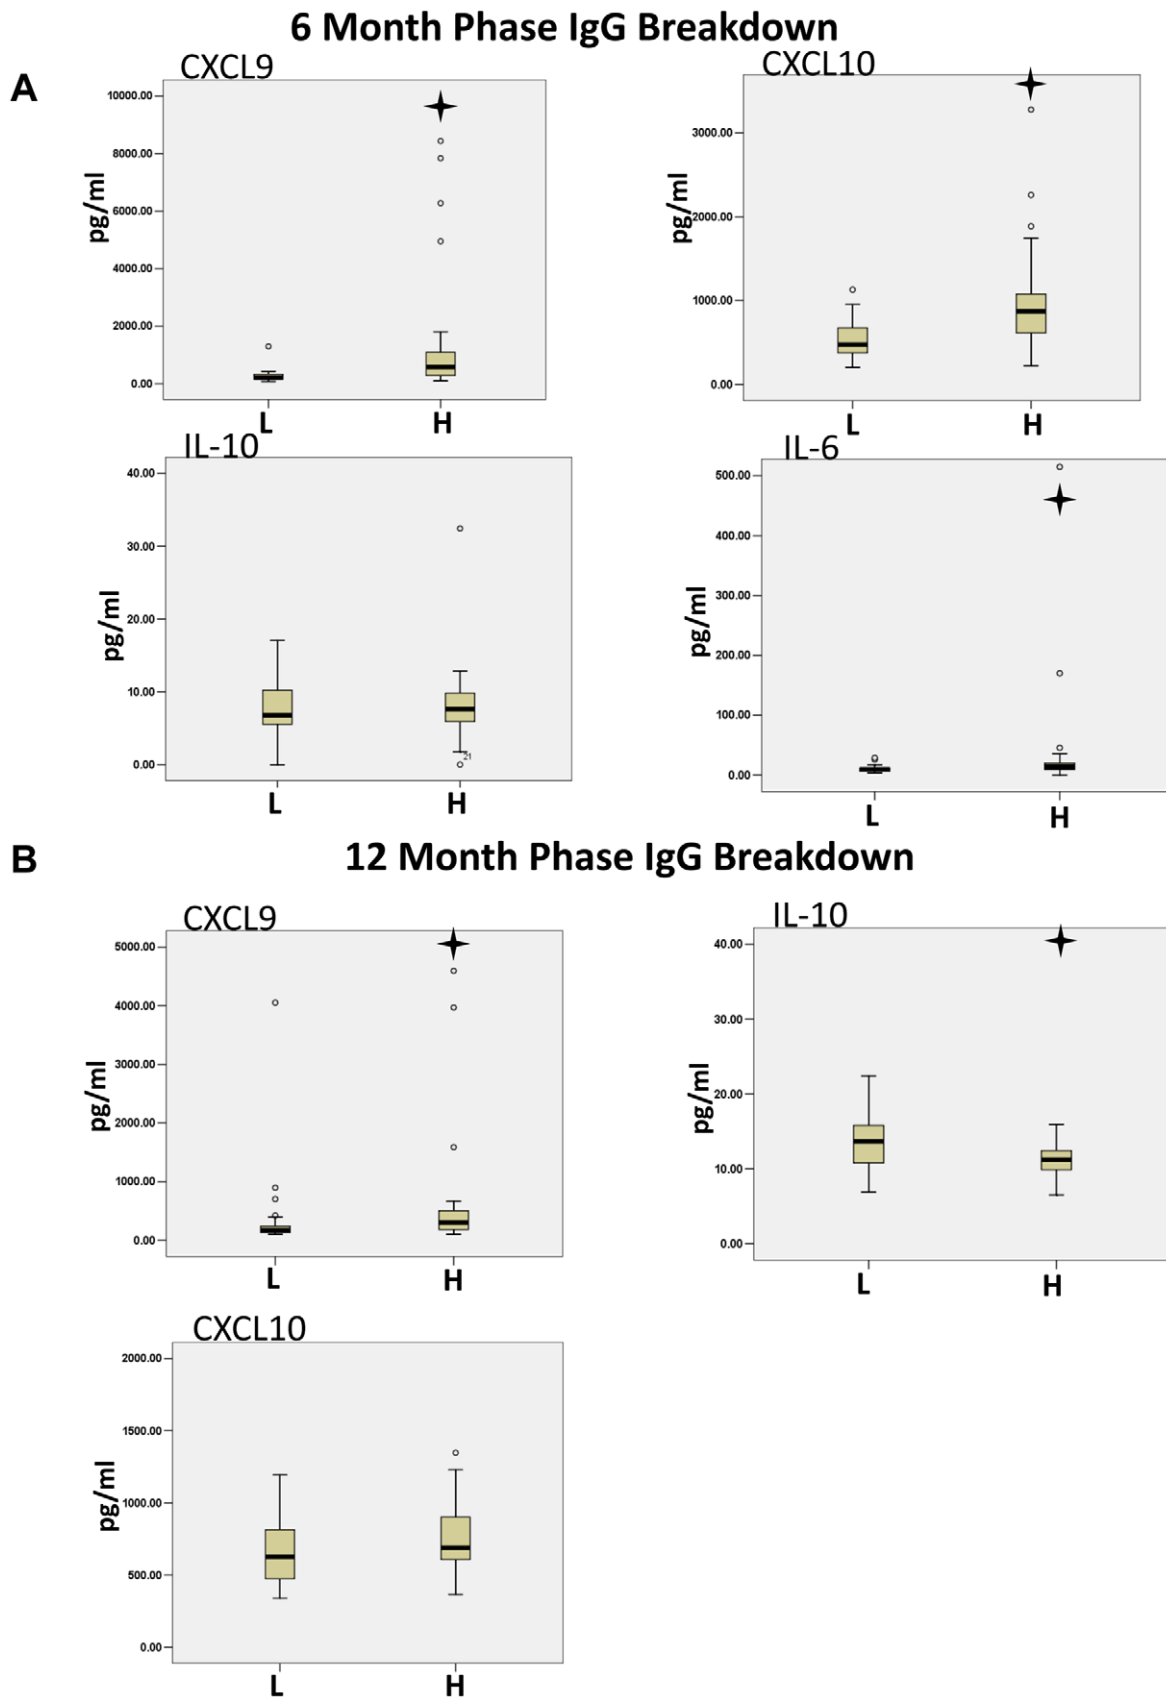 6 Month Phase IgG Breakdown
A
CXCL9
pg/ml
10000.00
8000.00
6000.00
4000.00
2000.00
0.00
L
H
CXCL10
pg/ml
3000.00
2000.00
1000.00
0.00
L
H
IL-10
pg/ml
40.00
30.00
20.00
10.00
0.00
21
L
H
IL-6
pg/ml
500.00
400.00
300.00
200.00
100.00
0.00
L
H
B
12 Month Phase IgG Breakdown
CXCL9
pg/ml
5000.00
4000.00
3000.00
2000.00
1000.00
0.00
L
H
IL-10
pg/ml
40.00
30.00
20.00
10.00
0.00
L
H
CXCL10
pg/ml
2000.00
1500.00
1000.00
500.00
0.00
L
H